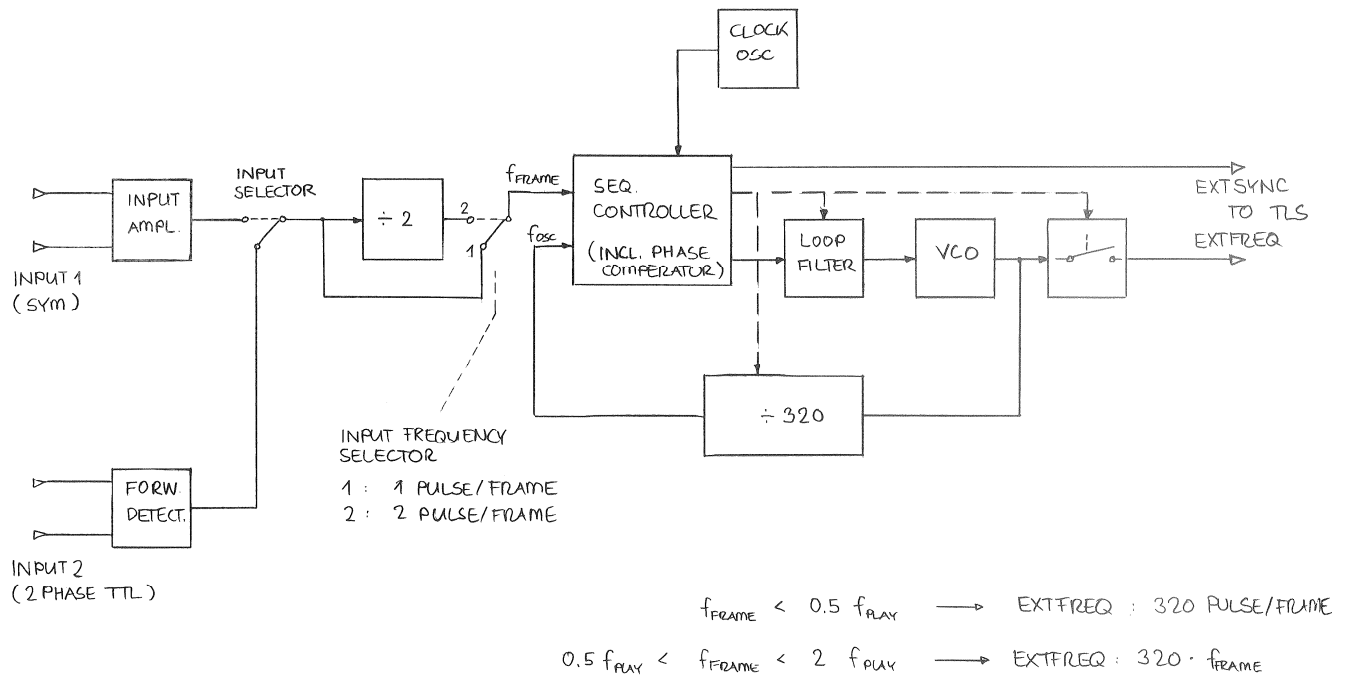 CLOCK
OSC
INPUT
SELECTOR
INPUT
AMPL.
÷ 2
2
1
fFRAME
fOSC
SEQ.
CONTROLLER
(INCL. PHASE
COMPERATOR)
LOOP
FILTER
VCO
EXTSYNC
TO TLS
EXTFREQ
INPUT 1
(SYM)
÷ 320
INPUT FREQUENCY
SELECTOR
1 : 1 PULSE/FRAME
2 : 2 PULSE/FRAME
FORW.
DETECT.
INPUT 2
(2 PHASE TTL)
fFRAME < 0.5 fPLAY → EXTFREQ : 320 PULSE/FRAME
0.5 fPLAY < fFRAME < 2 fPLAY → EXTFREQ : 320 · fFRAME